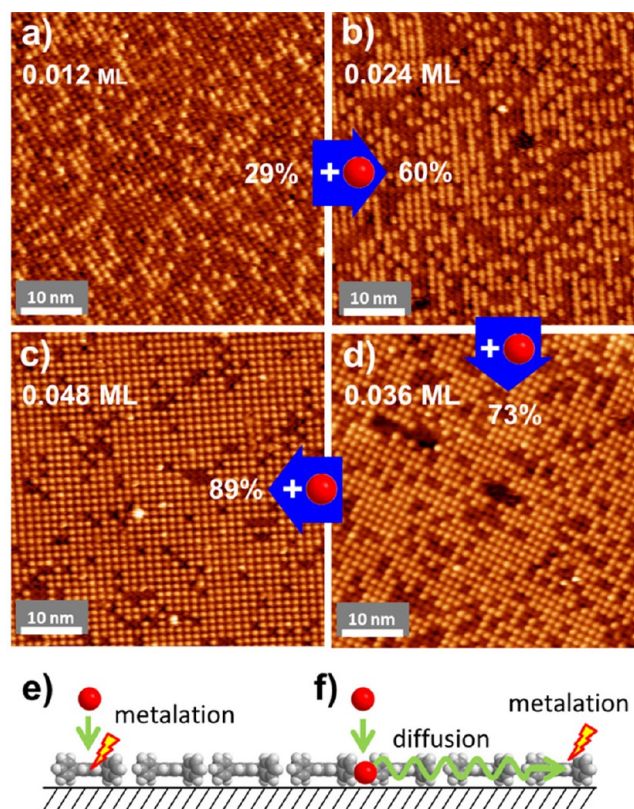 a)
0.012 ML
b)
0.024 ML
29%
+
60%
10 nm
10 nm
+
c)
0.048 ML
d)
0.036 ML
73%
89%
+
10 nm
10 nm
e)
metalation
f)
metalation
diffusion